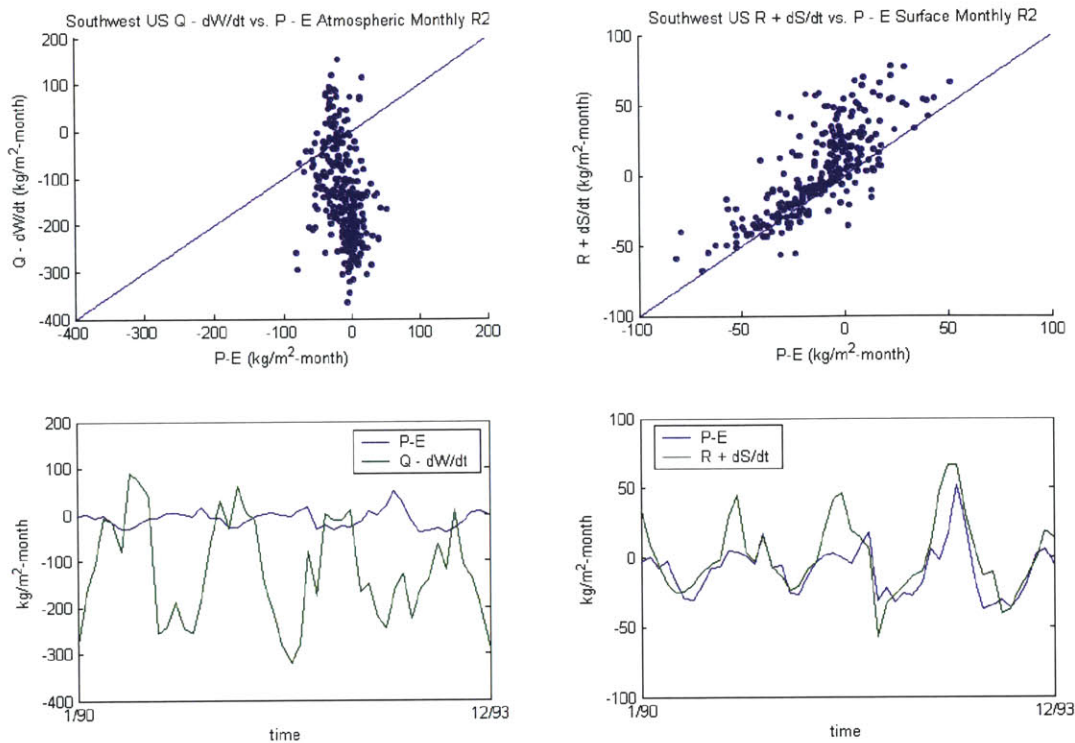 Southwest US Q - dW/dt vs. P - E Atmospheric Monthly R2
200
100
0
-100
-200
-300
-400
Q - dW/dt (kg/m²-month)
-400 -300 -200 -100 0 100 200
P-E (kg/m²-month)
Southwest US R + dS/dt vs. P - E Surface Monthly R2
100
50
0
-50
-100
R + dS/dt (kg/m²-month)
-100 -50 0 50 100
P-E (kg/m²-month)
200
100
0
-100
-200
-300
-400
kg/m²-month
P-E
Q - dW/dt
1/90 12/93
time
100
50
0
-50
-100
kg/m²-month
P-E
R + dS/dt
1/90 12/93
time